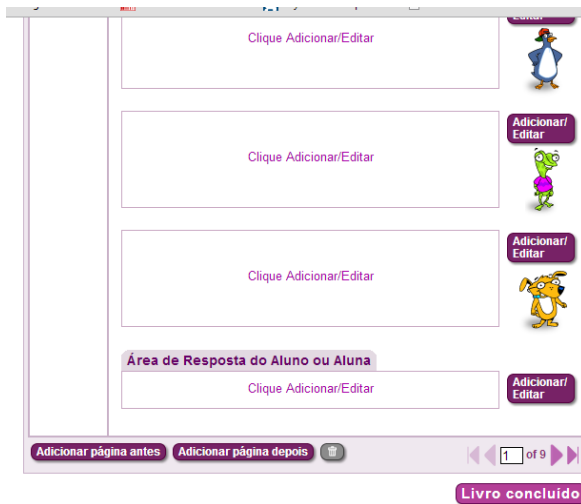 Editar
Clique Adicionar/Editar
Adicionar/
Editar
Clique Adicionar/Editar
Adicionar/
Editar
Clique Adicionar/Editar
Área de Resposta do Aluno ou Aluna
Clique Adicionar/Editar
Adicionar/
Editar
Adicionar página antes Adicionar página depois
1 of 9
Livro concluído